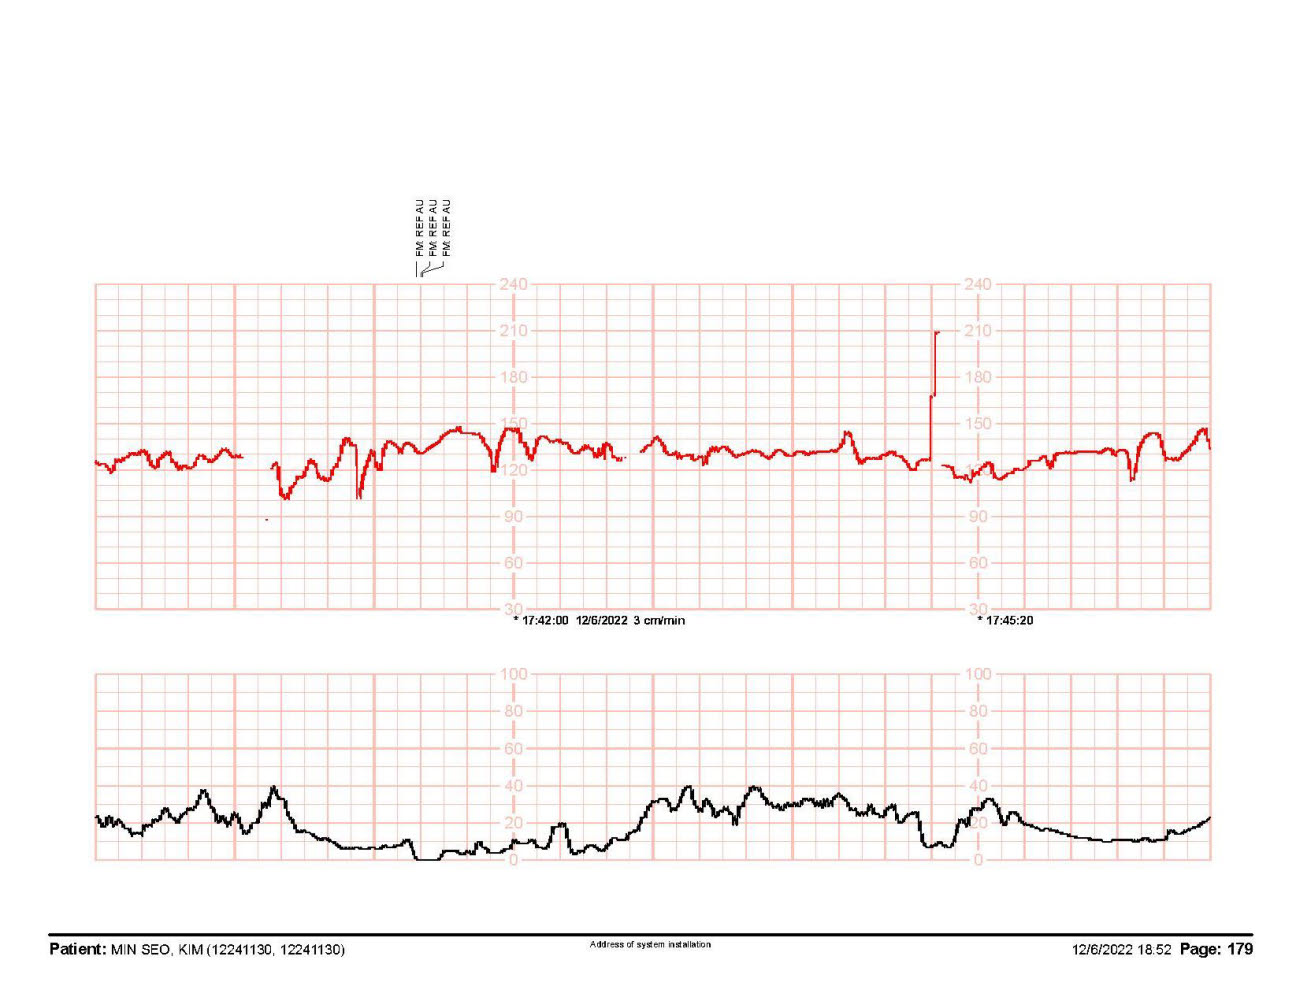 FM: REF AU
FM: REF AU
FM: REF AU
240 240
210 210
180 180
150 150
120 120
90 90
60 60
30 30
* 17:42:00 12/6/2022 3 cm/min * 17:45:20
100 100
80 80
60 60
40 40
20 20
0 0
Patient: MIN SEO, KIM (12241130, 12241130) Address of system installation 12/6/2022 18:52 Page: 179